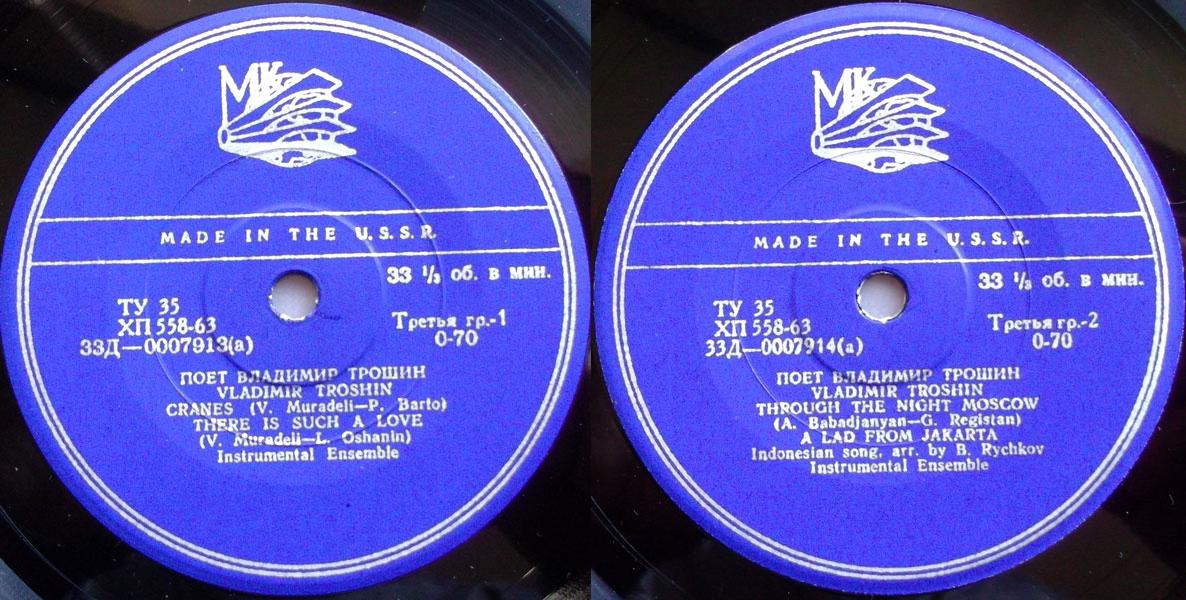 МК
MADE IN THE U.S.S.R.
33 ⅓ об. в мин.
ТУ 35
ХП 558-63
33Д—0007913(а)
Третья гр.-1
0-70
ПОЕТ ВЛАДИМИР ТРОШИН
VLADIMIR TROSHIN
CRANES (V. Muradeli—P. Barto)
THERE IS SUCH A LOVE
(V. Muradeli—L. Oshanin)
Instrumental Ensemble
МК
MADE IN THE U.S.S.R.
33 ⅓ об. в мин.
ТУ 35
ХП 558-63
33Д—0007914(а)
Третья гр.-2
0-70
ПОЕТ ВЛАДИМИР ТРОШИН
VLADIMIR TROSHIN
THROUGH THE NIGHT MOSCOW
(A. Babadjanyan—G. Registan)
A LAD FROM JAKARTA
Indonesian song, arr. by B. Rychkov
Instrumental Ensemble